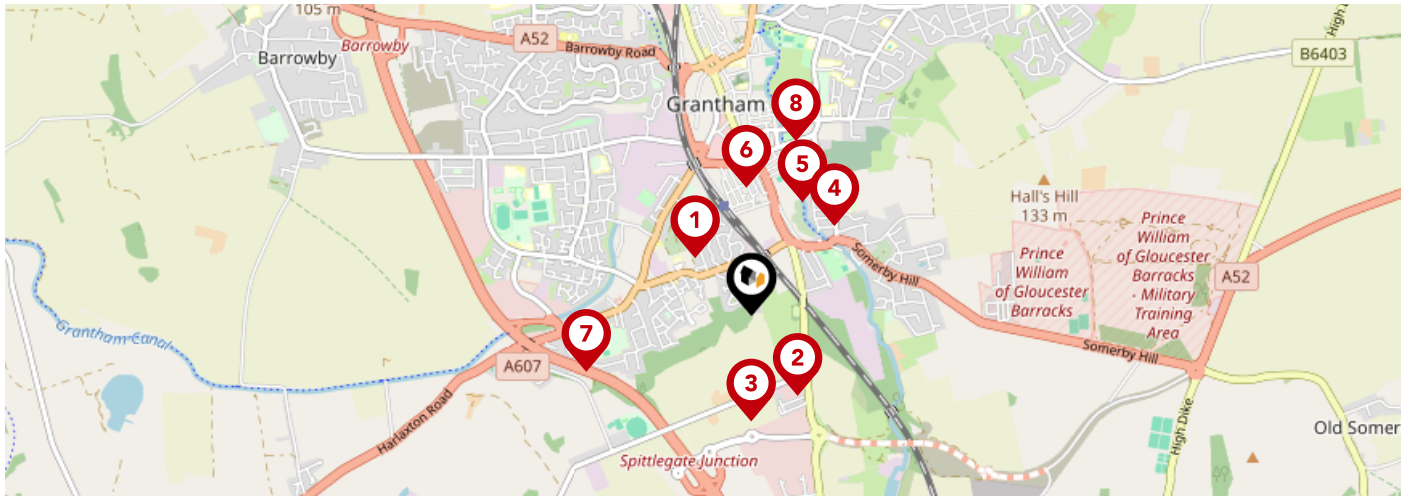 105 m
Barrowby
Barrowby
A52
Barrowby Road
High D
B6403
Grantham
8
6
5
4
1
Hall's Hill
133 m
Prince
William
of Gloucester
Barracks
- Military
Training
Area
Prince
William
of Gloucester
Barracks
A52
Somerby Hill
Grantham Canal
7
A607
2
3
Somerby Hill
Harlaxton Road
High Dike
Old Somer
Spittlegate Junction